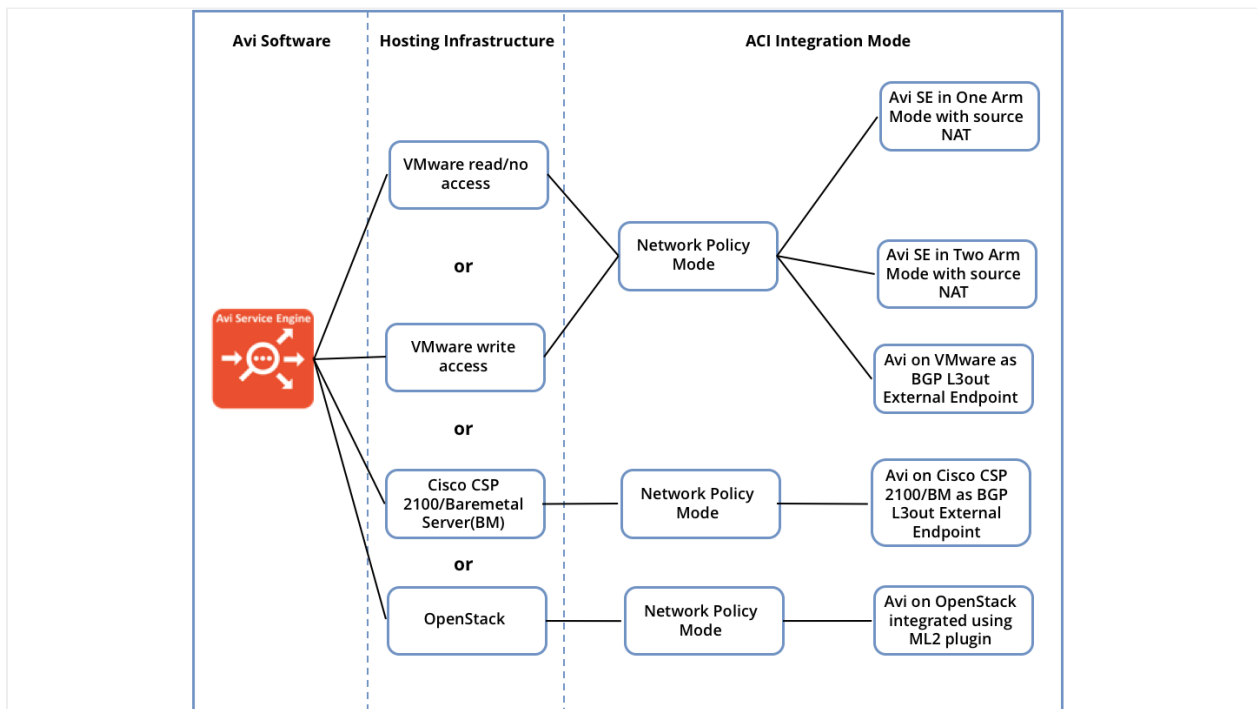 Avi Software
Hosting Infrastructure
ACI Integration Mode
Avi SE in One Arm
Mode with source
NAT
VMware read/no
access
Network Policy
Mode
or
Avi SE in Two Arm
Mode with source
NAT
Avi Service Engine
VMware write
access
Avi on VMware as
BGP L3out
External Endpoint
or
Cisco CSP
2100/Baremetal
Server(BM)
Network Policy
Mode
Avi on Cisco CSP
2100/BM as BGP
L3out External
Endpoint
or
OpenStack
Network Policy
Mode
Avi on OpenStack
integrated using
ML2 plugin